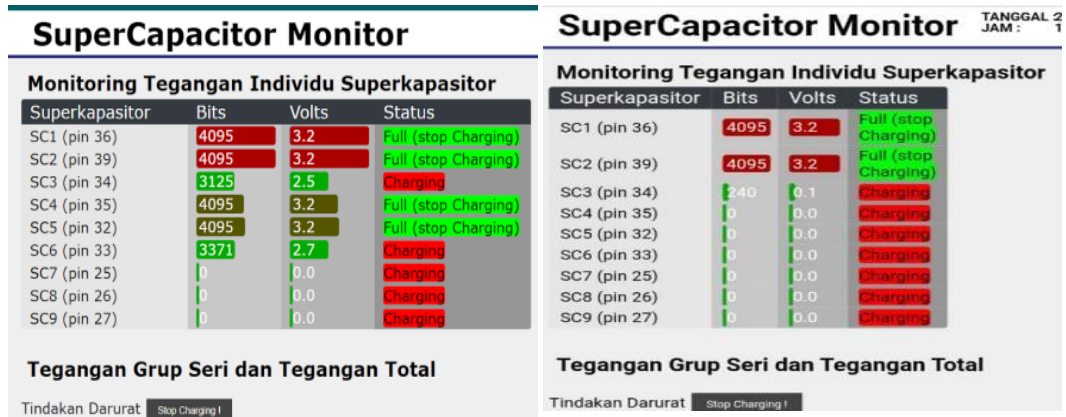 SuperCapacitor Monitor
Monitoring Tegangan Individu Superkapasitor
Superkapasitor Bits Volts Status
SC1 (pin 36) 4095 3.2 Full (stop Charging)
SC2 (pin 39) 4095 3.2 Full (stop Charging)
SC3 (pin 34) 3125 2.5 Charging
SC4 (pin 35) 4095 3.2 Full (stop Charging)
SC5 (pin 32) 4095 3.2 Full (stop Charging)
SC6 (pin 33) 3371 2.7 Charging
SC7 (pin 25) 0 0.0 Charging
SC8 (pin 26) 0 0.0 Charging
SC9 (pin 27) 0 0.0 Charging
Tegangan Grup Seri dan Tegangan Total
Tindakan Darurat Stop Charging !
SuperCapacitor Monitor
TANGGAL :2
JAM : 1
Monitoring Tegangan Individu Superkapasitor
Superkapasitor Bits Volts Status
SC1 (pin 36) 4095 3.2 Full (stop
Charging)
SC2 (pin 39) 4095 3.2 Full (stop
Charging)
SC3 (pin 34) 240 0.1 Charging
SC4 (pin 35) 0 0.0 Charging
SC5 (pin 32) 0 0.0 Charging
SC6 (pin 33) 0 0.0 Charging
SC7 (pin 25) 0 0.0 Charging
SC8 (pin 26) 0 0.0 Charging
SC9 (pin 27) 0 0.0 Charging
Tegangan Grup Seri dan Tegangan Total
Tindakan Darurat Stop Charging !